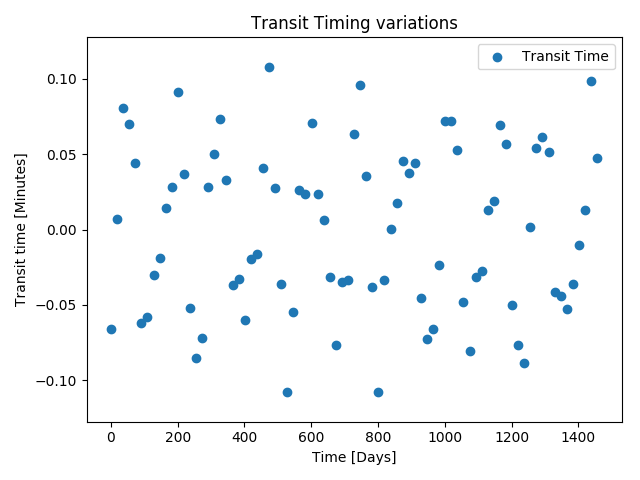 Transit Timing variations
Transit Time
Transit time [Minutes]
0.10
0.05
0.00
−0.05
−0.10
0 200 400 600 800 1000 1200 1400
Time [Days]